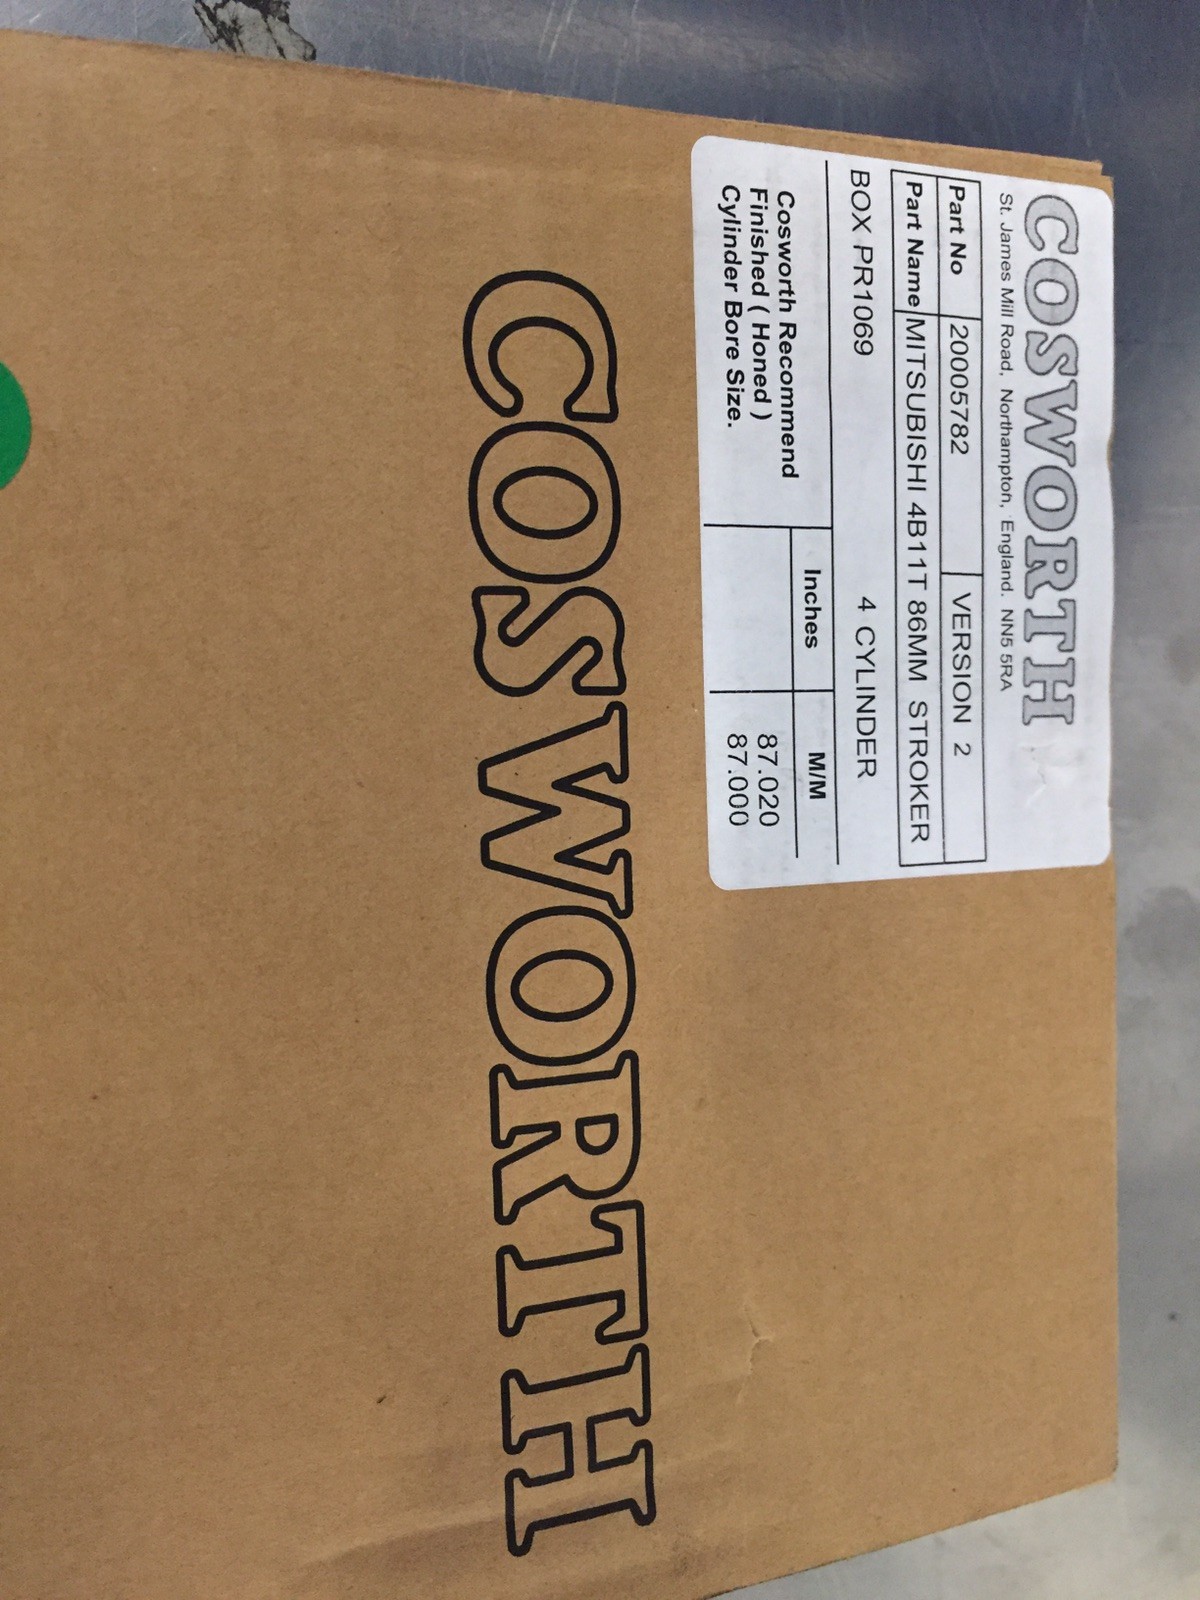 COSWORTH
St. James Mill Road, Northampton, England. NN5 5RA
Part No 20005782 VERSION 2
Part Name MITSUBISHI 4B11T 86MM STROKER
BOX PR1069 4 CYLINDER
Inches M/M
Cosworth Recommend
Finished ( Honed ) 87.020
Cylinder Bore Size. 87.000
COSWORTH